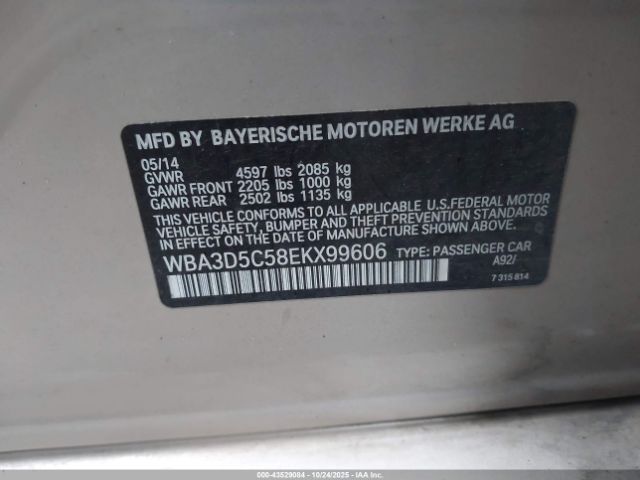 MFD BY BAYERISCHE MOTOREN WERKE AG
05/14
GVWR 4597 lbs 2085 kg
GAWR FRONT 2205 lbs 1000 kg
GAWR REAR 2502 lbs 1135 kg
THIS VEHICLE CONFORMS TO ALL APPLICABLE U.S.FEDERAL MOTOR
VEHICLE SAFETY, BUMPER AND THEFT PREVENTION STANDARDS
IN EFFECT ON THE DATE OF MANUFACTURE SHOWN ABOVE.
WBA3D5C58EKX99606 TYPE: PASSENGER CAR
A92/
7 315 814
000-43529084 | 10/24/2025 | IAAI.COM